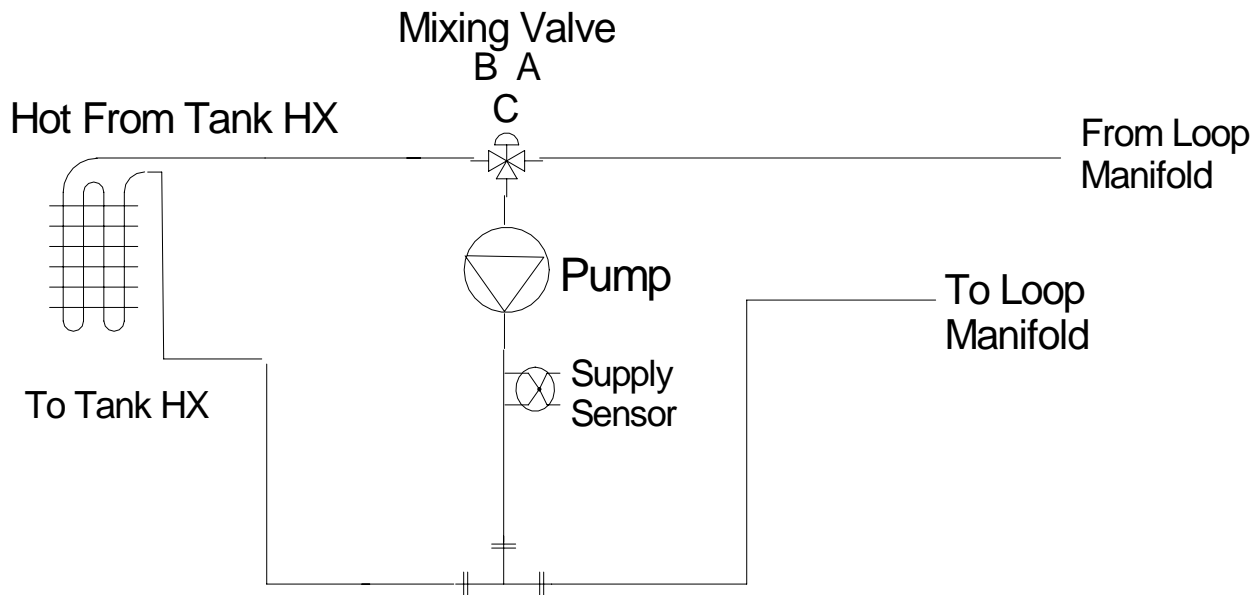 Mixing Valve
B A
C
Hot From Tank HX
From Loop
Manifold
Pump
To Loop
Manifold
Supply
Sensor
To Tank HX